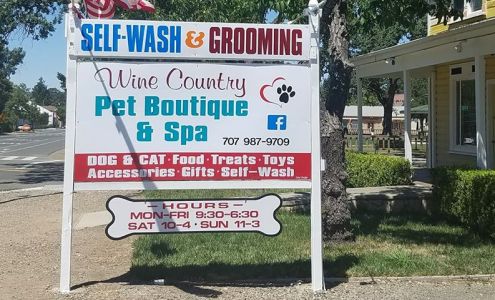 SELF-WASH & GROOMING
Wine Country
Pet Boutique
& Spa
707 987-9709
DOG & CAT · Food · Treats · Toys
Accessories · Gifts · Self-Wash
- HOURS -
MON-FRI 9:30-6:30
SAT 10-4 · SUN 11-3